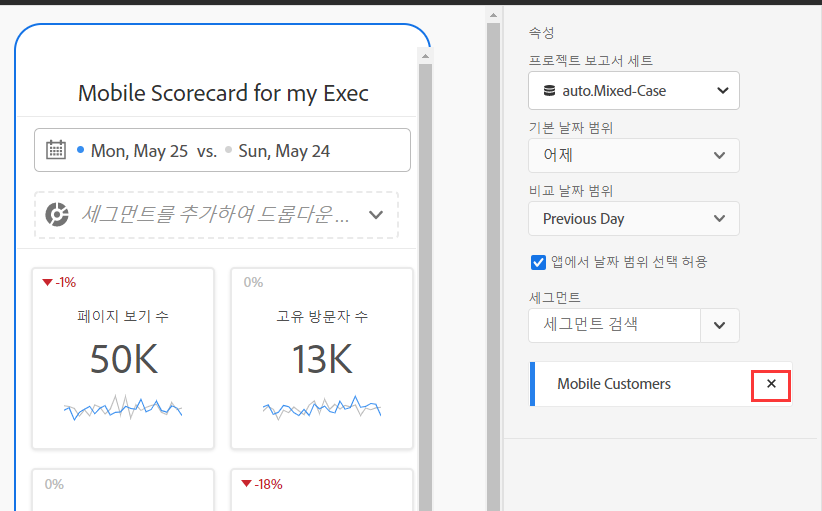 Mobile Scorecard for my Exec
Mon, May 25 vs. Sun, May 24
세그먼트를 추가하여 드롭다운 ...
-1%
페이지 보기 수
50K
0%
고유 방문자 수
13K
0%
-18%
속성
프로젝트 보고서 세트
auto.Mixed-Case
기본 날짜 범위
어제
비교 날짜 범위
Previous Day
앱에서 날짜 범위 선택 허용
세그먼트
세그먼트 검색
Mobile Customers